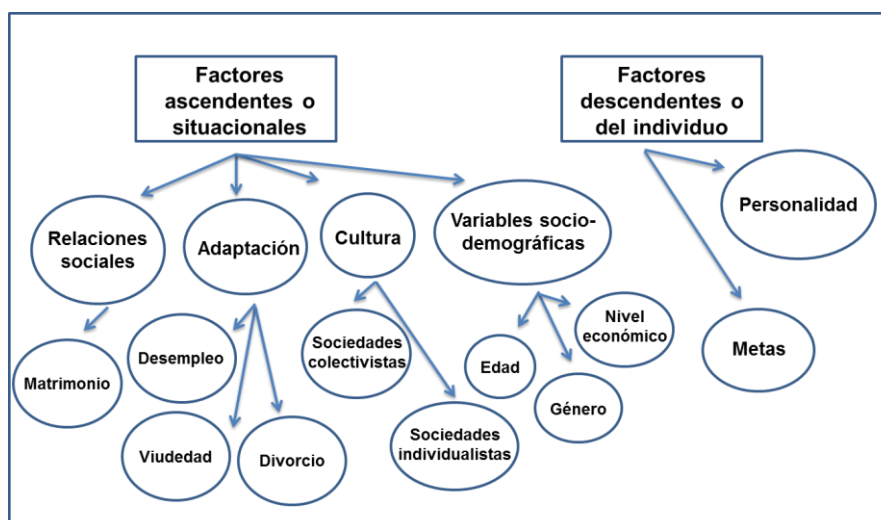 Factores
ascendentes o
situacionales
Factores
descendentes o
del individuo
Relaciones
sociales
Adaptación
Cultura
Variables socio-
demográficas
Personalidad
Matrimonio
Desempleo
Viudedad
Divorcio
Sociedades
colectivistas
Sociedades
individualistas
Edad
Género
Nivel
económico
Metas